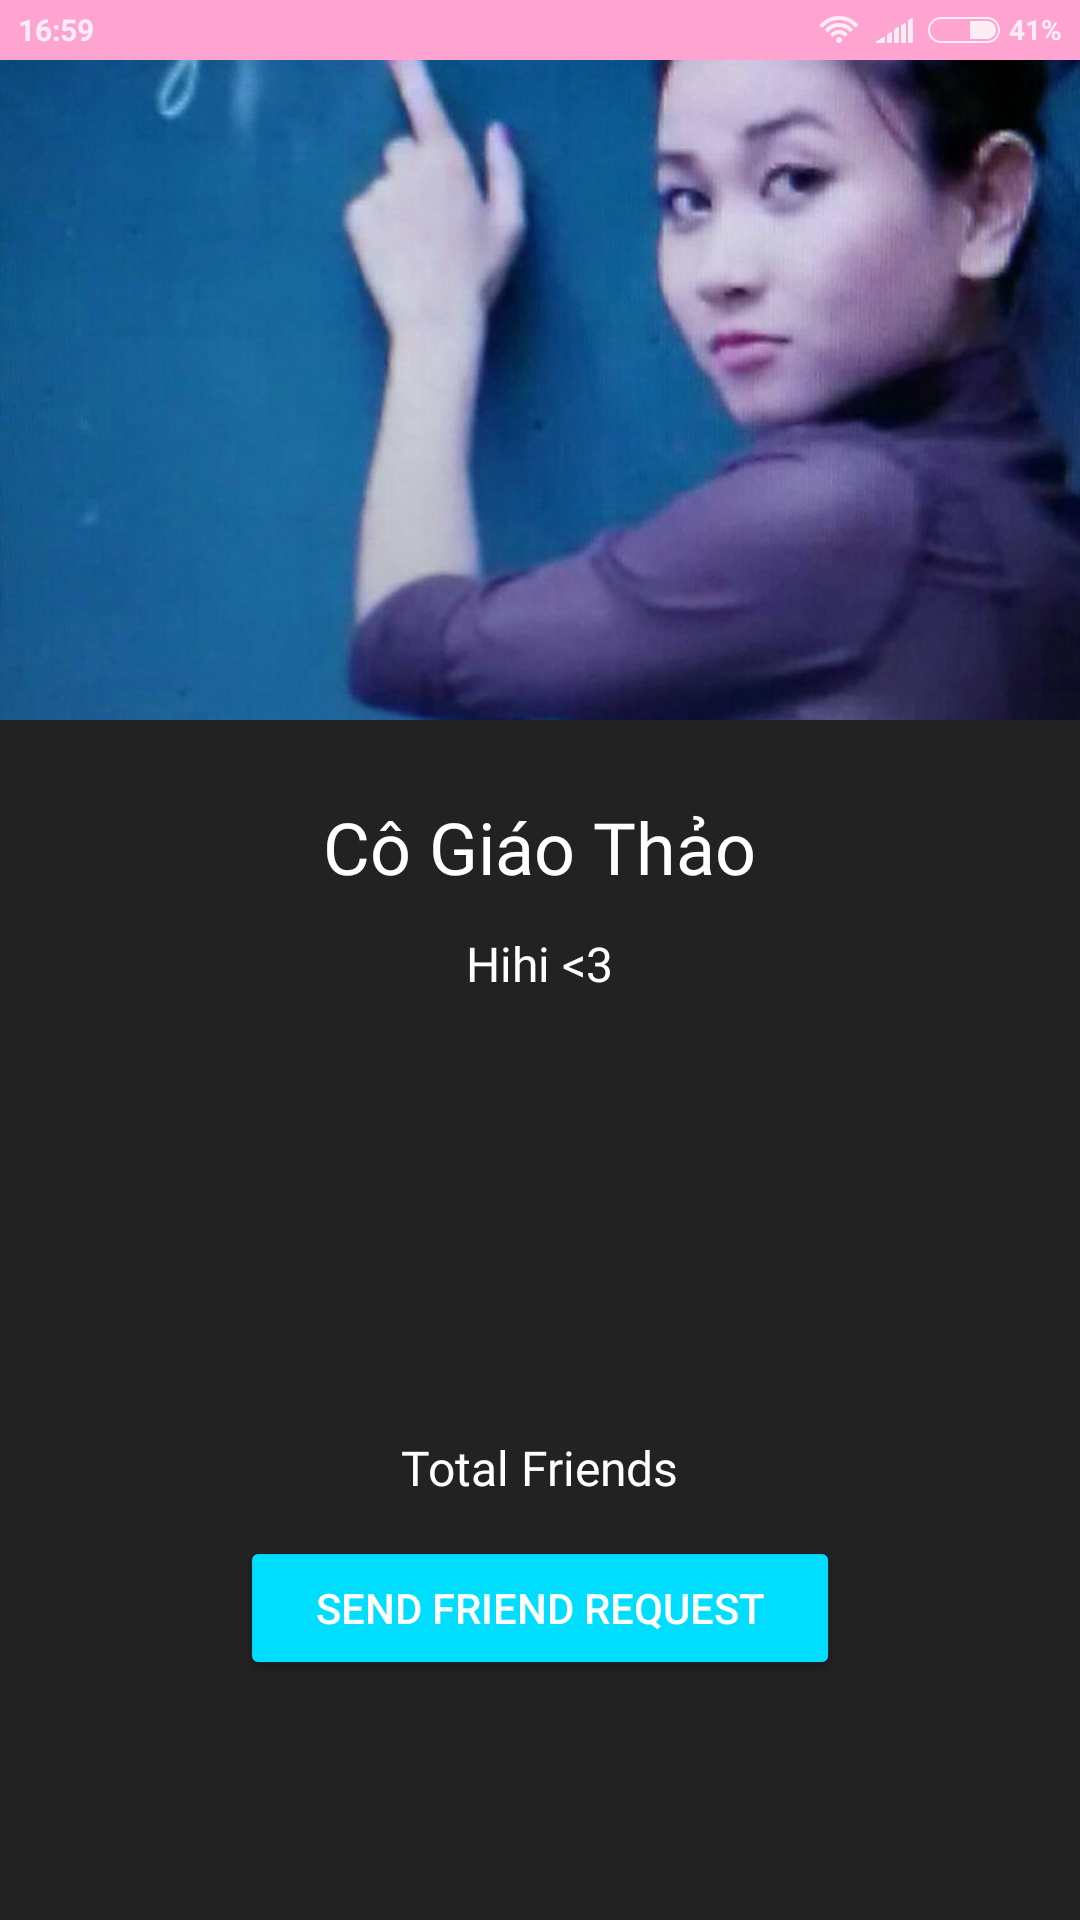 16:59 41%
Cô Giáo Thảo
Hihi <3
Total Friends
SEND FRIEND REQUEST